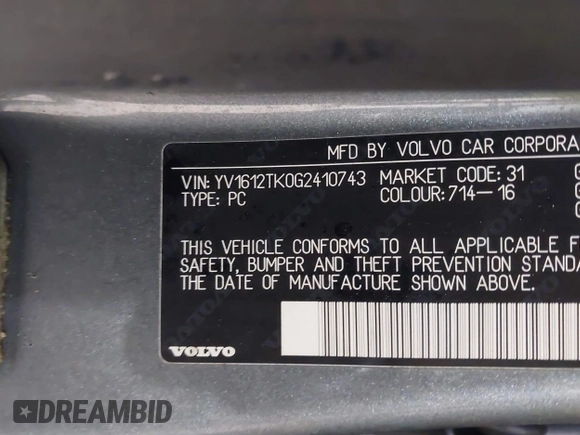 MFD BY VOLVO CAR CORPORA
VIN: YV1612TK0G2410743 MARKET CODE: 31
TYPE: PC COLOUR: 714-16
THIS VEHICLE CONFORMS TO ALL APPLICABLE F
SAFETY, BUMPER AND THEFT PREVENTION STANDA
THE DATE OF MANUFACTURE SHOWN ABOVE.
VOLVO
DREAMBID